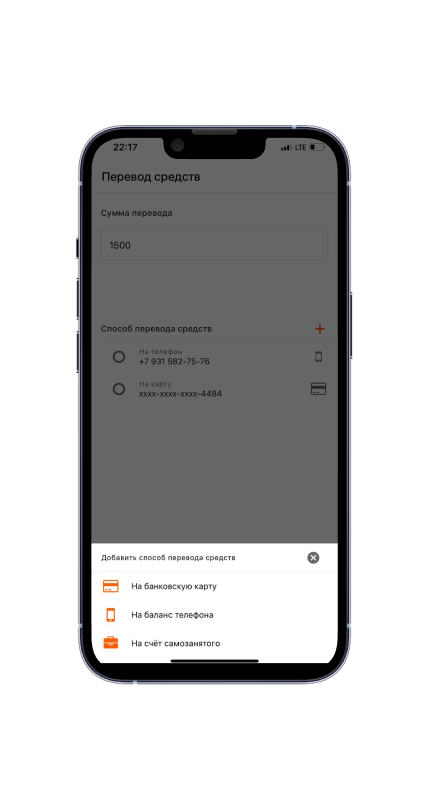 22:17
LTE
Перевод средств
Сумма перевода
1500
Способ перевода средств
На телефон
+7 931 582-75-76
На карту
xxxx-xxxx-xxxx-4484
Добавить способ перевода средств
На банковскую карту
На баланс телефона
На счёт самозанятого